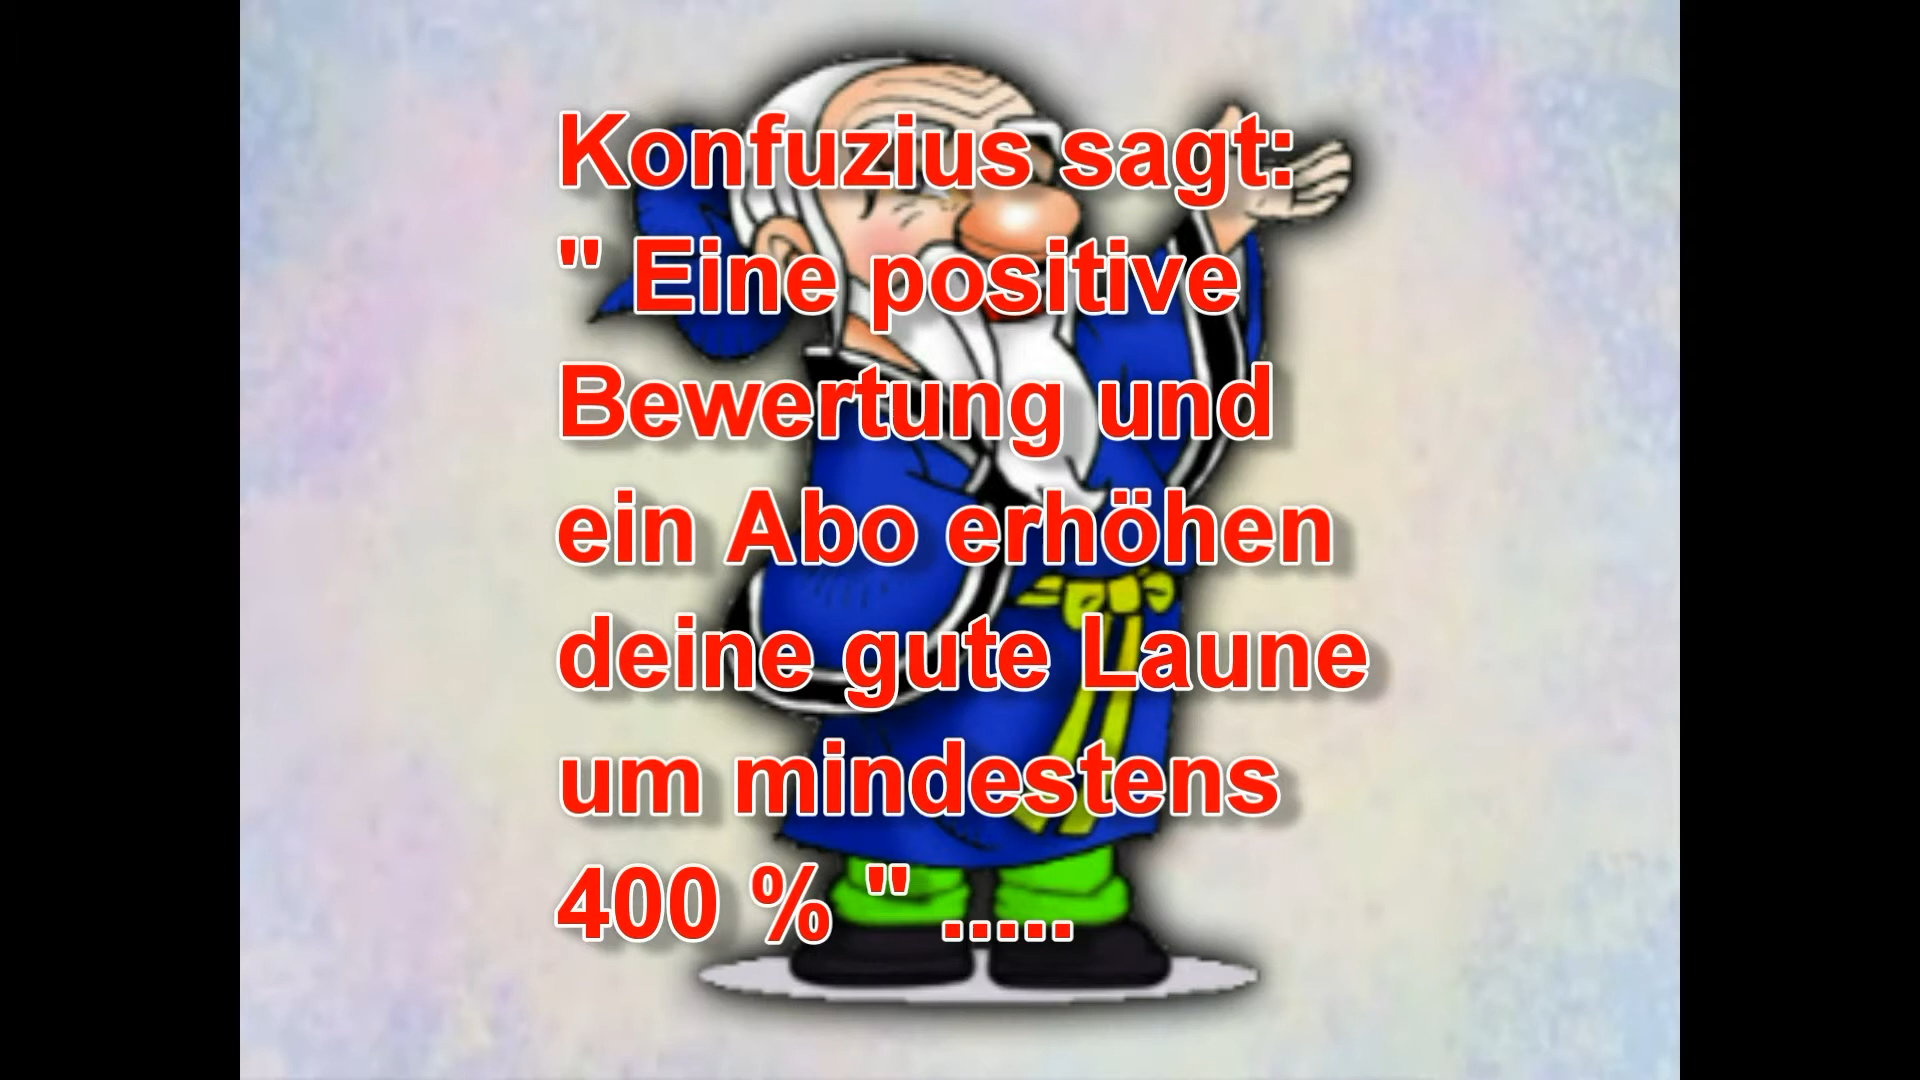 Konfuzius sagt:
" Eine positive
Bewertung und
ein Abo erhöhen
deine gute Laune
um mindestens
400 % " .....